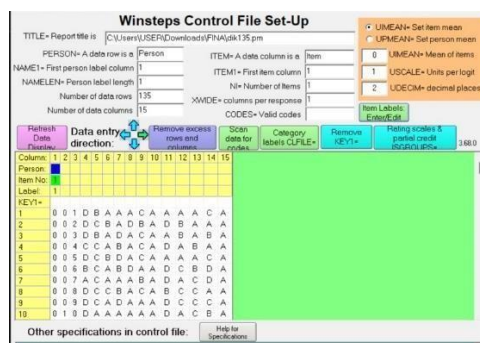 Winsteps Control File Set-Up
TITLE= Report title is C:\Users\USER\Downloads\FINA\dik135.prn
PERSON= A data row is a Person
ITEM= A data column is a Item
NAME1= First person label column 1
ITEM1= First item column 1
NAMELEN= Person label length 1
NI= Number of Items 1
Number of data rows 135
XWIDE= columns per response 1
Number of data columns 15
CODES= Valid codes
UIMEAN= Set item mean
UPMEAN= Set person mean
0 UIMEAN= Mean of items
1 USCALE= Units per logit
2 UDECIM= decimal places
Item Labels: Enter/Edit
Refresh Data Display
Data entry direction:
Remove excess rows and columns
Scan data for codes
Category labels CLFILE=
Remove KEY1=
Rating scales & partial credit ISGROUPS=
3.68.0
Column: 1 2 3 4 5 6 7 8 9 10 11 12 13 14 15
Person:
Item No: 1
Label: 1
KEY1=
1 0 0 1 D B A A A C A A A A C A
2 0 0 2 D C B A D B A D B A A A
3 0 0 3 D B A D A C A A B A B A
4 0 0 4 C C A B A C A D A A B A
5 0 0 5 D C B D A C A A A A C A
6 0 0 6 B C A B D A A D C B D A
7 0 0 7 A C A A A B A D A C D A
8 0 0 8 D C C B A C A B A A C A
9 0 0 9 D C A D A A A D C C C A
10 0 1 0 D A A A A A A D A C B A
Other specifications in control file:
Help for Specifications